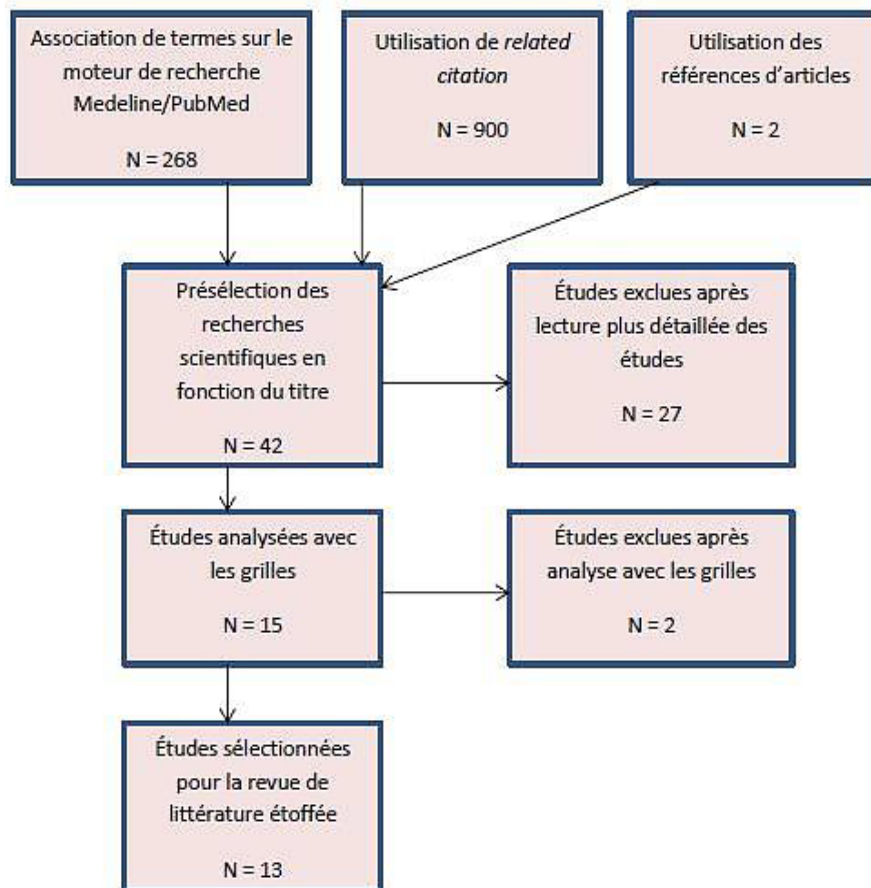 Association de termes sur le
moteur de recherche
Medeline/PubMed
N = 268
Utilisation de related
citation
N = 900
Utilisation des
références d'articles
N = 2
Présélection des
recherches
scientifiques en
fonction du titre
N = 42
Études exclues après
lecture plus détaillée des
études
N = 27
Études analysées avec
les grilles
N = 15
Études exclues après
analyse avec les grilles
N = 2
Études sélectionnées
pour la revue de
littérature étoffée
N = 13